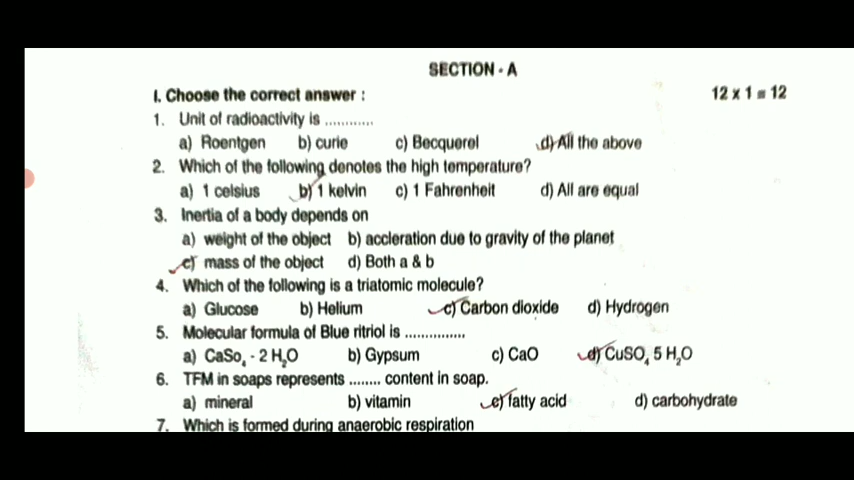 SECTION - A
I. Choose the correct answer : 12 x 1 = 12
1. Unit of radioactivity is ............
a) Roentgen b) curie c) Becquerel d) All the above
2. Which of the following denotes the high temperature?
a) 1 celsius b) 1 kelvin c) 1 Fahrenheit d) All are equal
3. Inertia of a body depends on
a) weight of the object b) accleration due to gravity of the planet
c) mass of the object d) Both a & b
4. Which of the following is a triatomic molecule?
a) Glucose b) Helium c) Carbon dioxide d) Hydrogen
5. Molecular formula of Blue ritriol is ...............
a) CaSo₄ - 2 H₂O b) Gypsum c) CaO d) CuSO₄ 5 H₂O
6. TFM in soaps represents ........ content in soap.
a) mineral b) vitamin c) fatty acid d) carbohydrate
7. Which is formed during anaerobic respiration